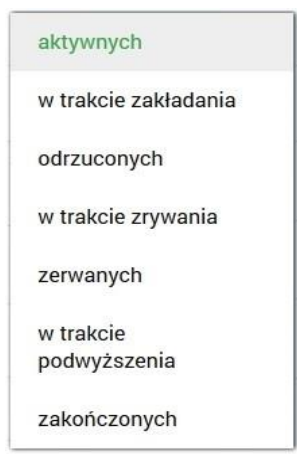 aktywnych
w trakcie zakładania
odrzuconych
w trakcie zrywania
zerwanych
w trakcie
podwyższenia
zakończonych